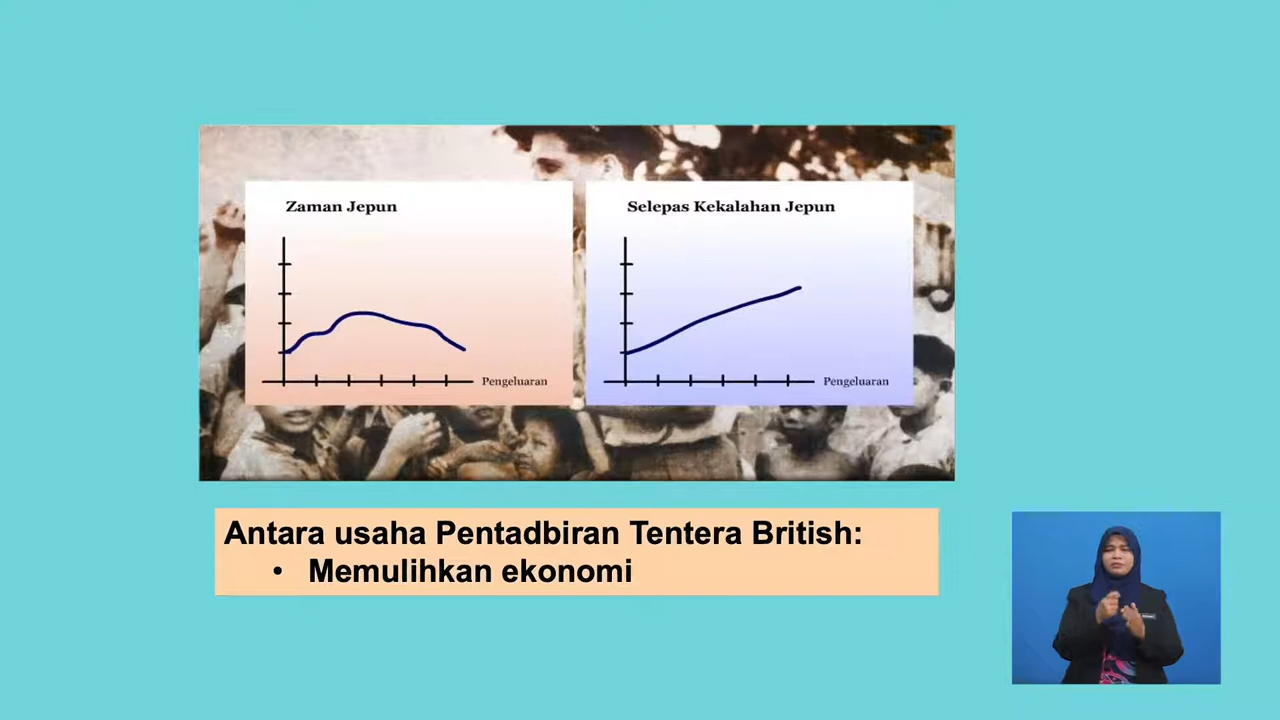 Zaman Jepun
Pengeluaran
Selepas Kekalahan Jepun
Pengeluaran
Antara usaha Pentadbiran Tentera British:
• Memulihkan ekonomi